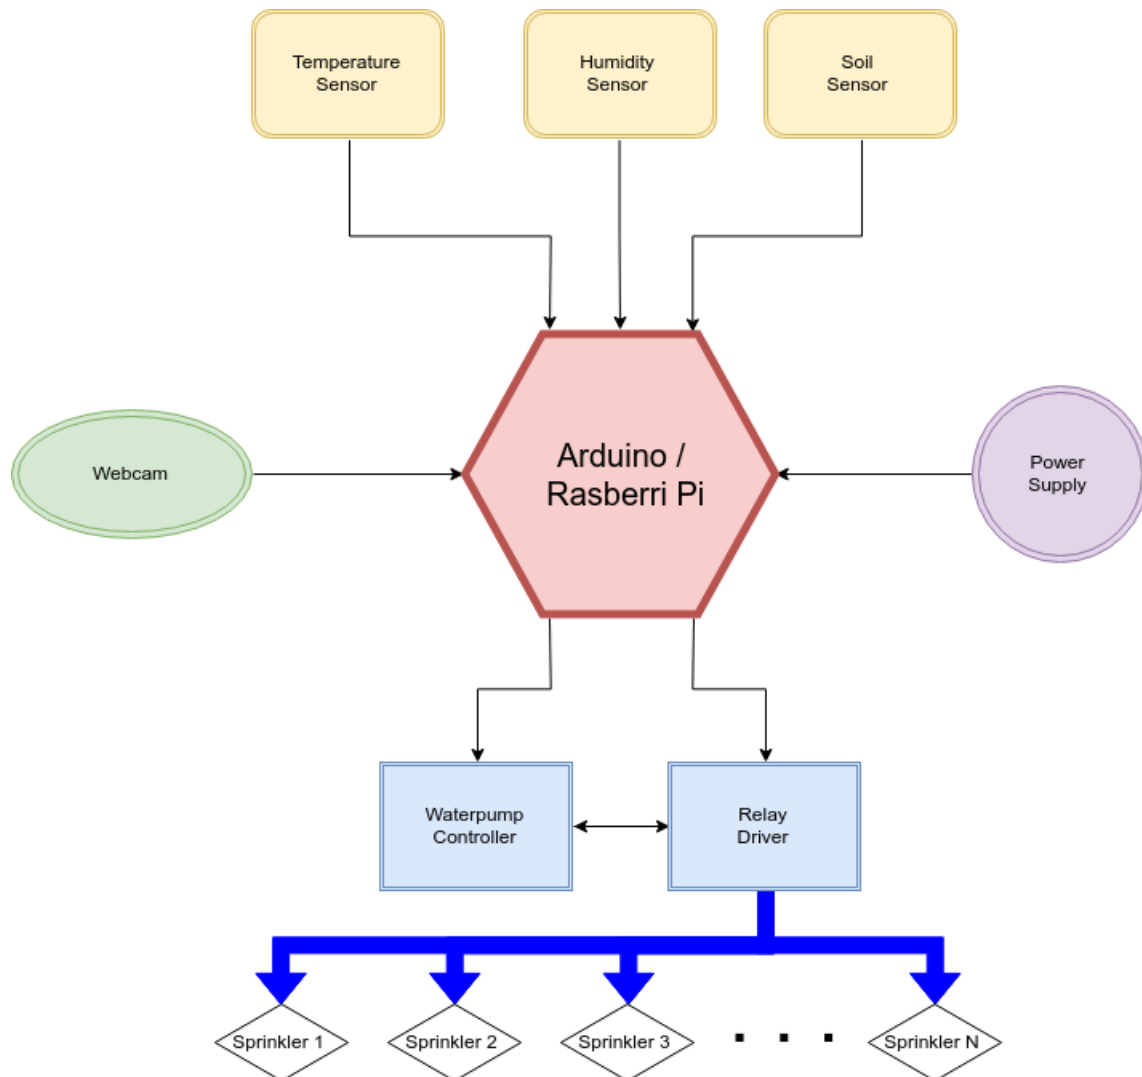 Temperature
Sensor
Humidity
Sensor
Soil
Sensor
Webcam
Arduino /
Rasberri Pi
Power
Supply
Waterpump
Controller
Relay
Driver
Sprinkler 1
Sprinkler 2
Sprinkler 3
. . .
Sprinkler N